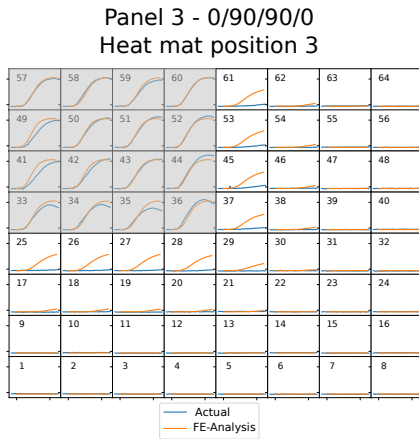 Panel 3 - 0/90/90/0
Heat mat position 3
57 58 59 60 61 62 63 64
49 50 51 52 53 54 55 56
41 42 43 44 45 46 47 48
33 34 35 36 37 38 39 40
25 26 27 28 29 30 31 32
17 18 19 20 21 22 23 24
9 10 11 12 13 14 15 16
1 2 3 4 5 6 7 8
Actual
FE-Analysis